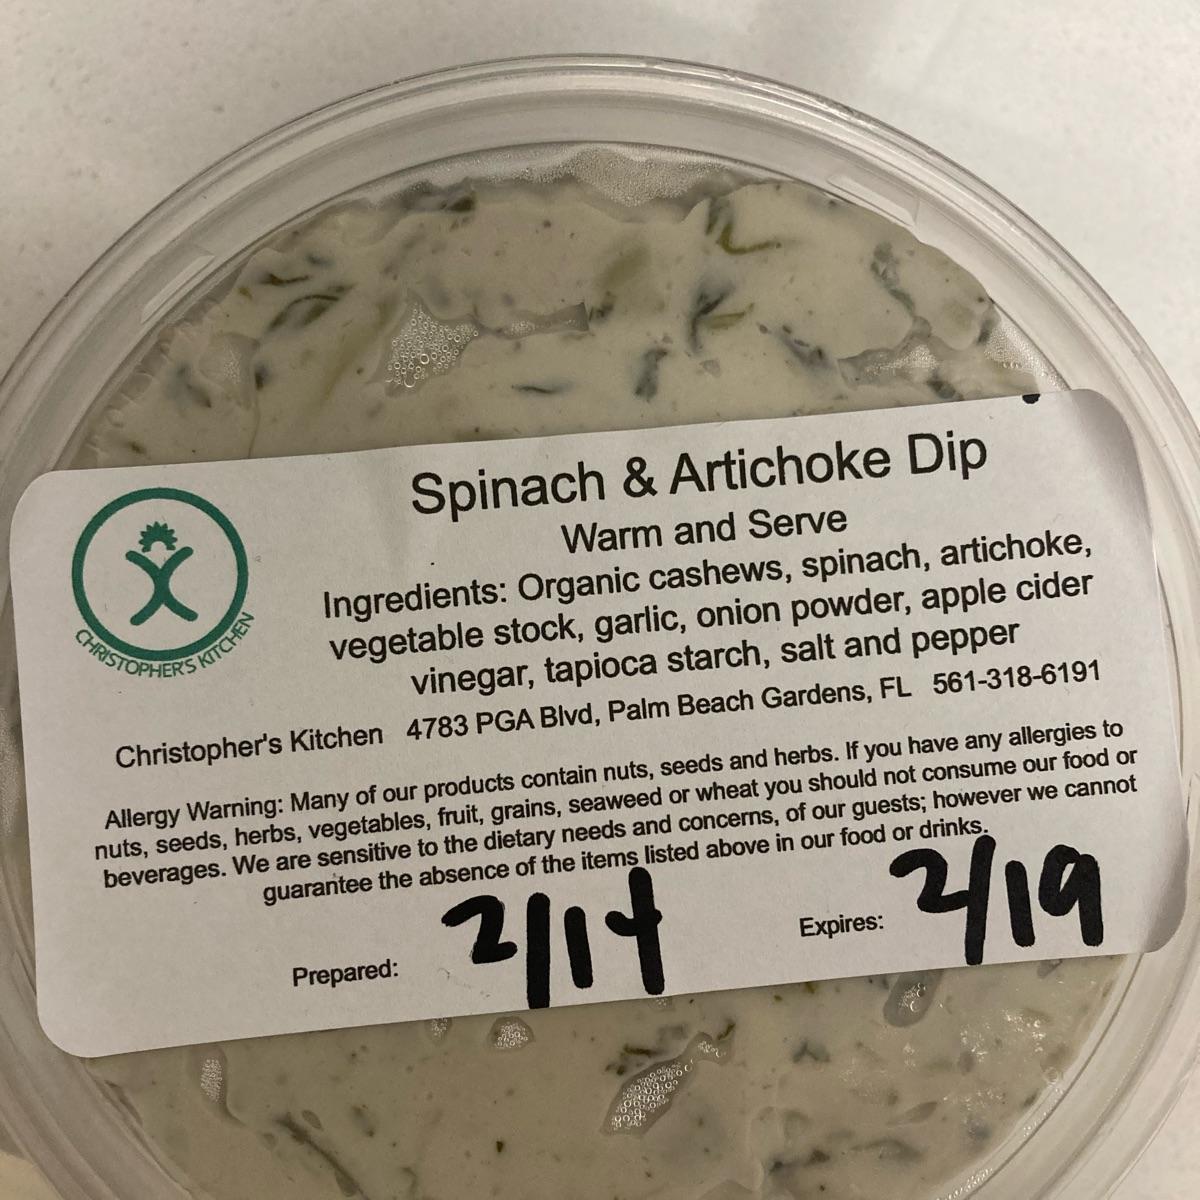 Spinach & Artichoke Dip
Warm and Serve
Ingredients: Organic cashews, spinach, artichoke,
vegetable stock, garlic, onion powder, apple cider
vinegar, tapioca starch, salt and pepper
CHRISTOPHER'S KITCHEN
Christopher's Kitchen 4783 PGA Blvd, Palm Beach Gardens, FL 561-318-6191
Allergy Warning: Many of our products contain nuts, seeds and herbs. If you have any allergies to
nuts, seeds, herbs, vegetables, fruit, grains, seaweed or wheat you should not consume our food or
beverages. We are sensitive to the dietary needs and concerns, of our guests; however we cannot
guarantee the absence of the items listed above in our food or drinks.
Prepared: 2/14 Expires: 2/19